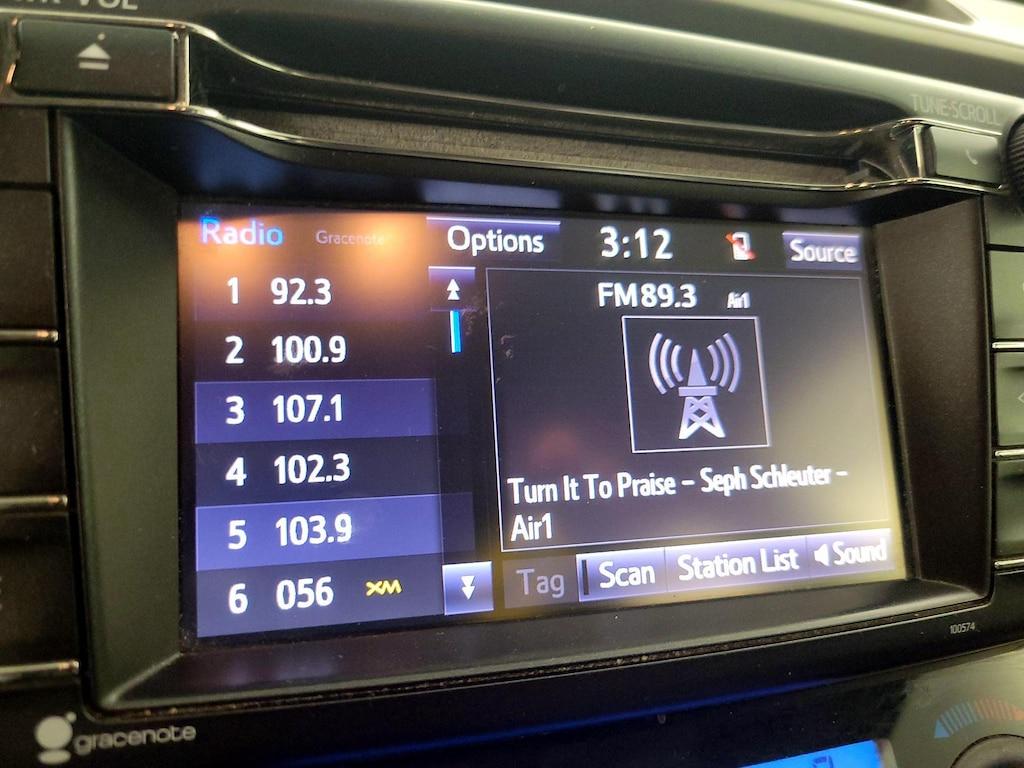 VOL
TUNE·SCROLL
Radio Gracenote Options 3:12 Source
1 92.3
2 100.9
3 107.1
4 102.3
5 103.9
6 056 XM
FM 89.3 Air1
Turn It To Praise – Seph Schleuter –
Air1
Tag Scan Station List Sound
100574
gracenote